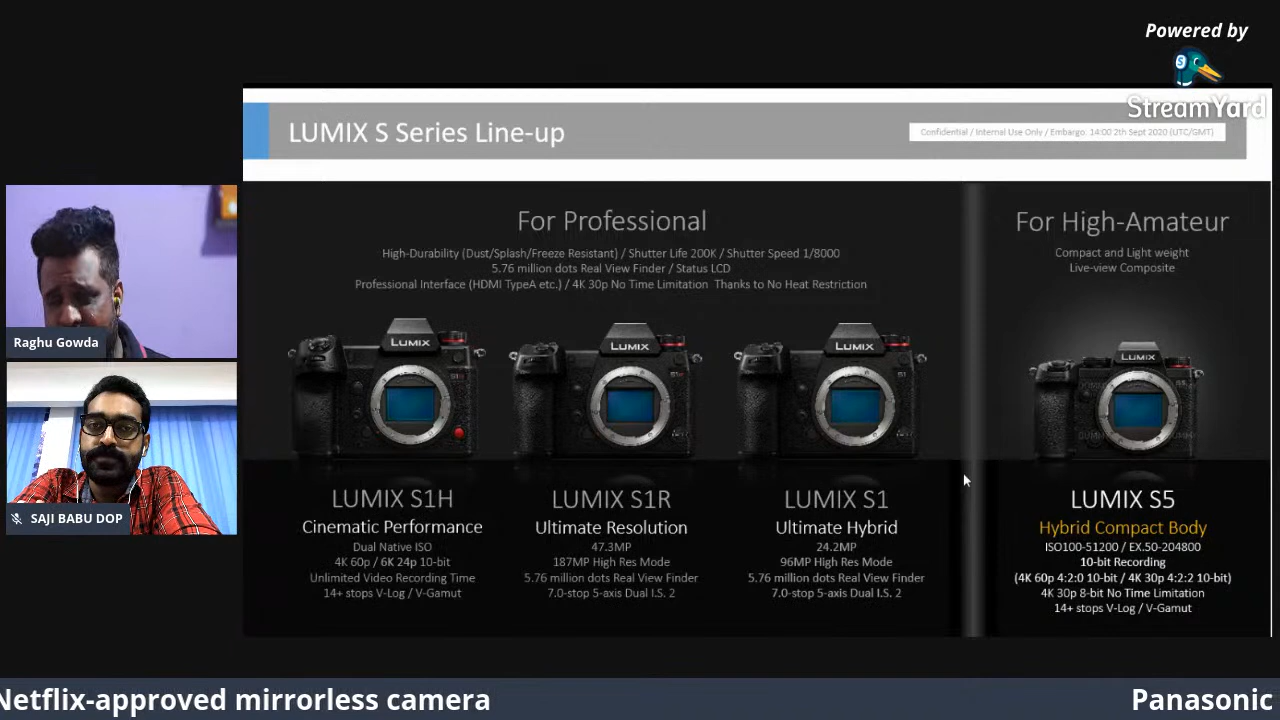 Powered by
StreamYard
LUMIX S Series Line-up
Confidential / Internal Use Only / Embargo. 14:00 2th Sept 2020 (UTC/GMT)
For Professional
High-Durability (Dust/Splash/Freeze Resistant) / Shutter Life 200K / Shutter Speed 1/8000
5.76 million dots Real View Finder / Status LCD
Professional Interface (HDMI TypeA etc.) / 4K 30p No Time Limitation Thanks to No Heat Restriction
For High-Amateur
Compact and Light weight
Live-view Composite
LUMIX
LUMIX
LUMIX
LUMIX
LUMIX S1H
Cinematic Performance
Dual Native ISO
4K 60p / 6K 24p 10-bit
Unlimited Video Recording Time
14+ stops V-Log / V-Gamut
LUMIX S1R
Ultimate Resolution
47.3MP
187MP High Res Mode
5.76 million dots Real View Finder
7.0-stop 5-axis Dual I.S. 2
LUMIX S1
Ultimate Hybrid
24.2MP
96MP High Res Mode
5.76 million dots Real View Finder
7.0-stop 5-axis Dual I.S. 2
LUMIX S5
Hybrid Compact Body
ISO100-51200 / EX.50-204800
10-bit Recording
(4K 60p 4:2:0 10-bit / 4K 30p 4:2:2 10-bit)
4K 30p 8-bit No Time Limitation
14+ stops V-Log / V-Gamut
Raghu Gowda
SAJI BABU DOP
Netflix-approved mirrorless camera
Panasonic